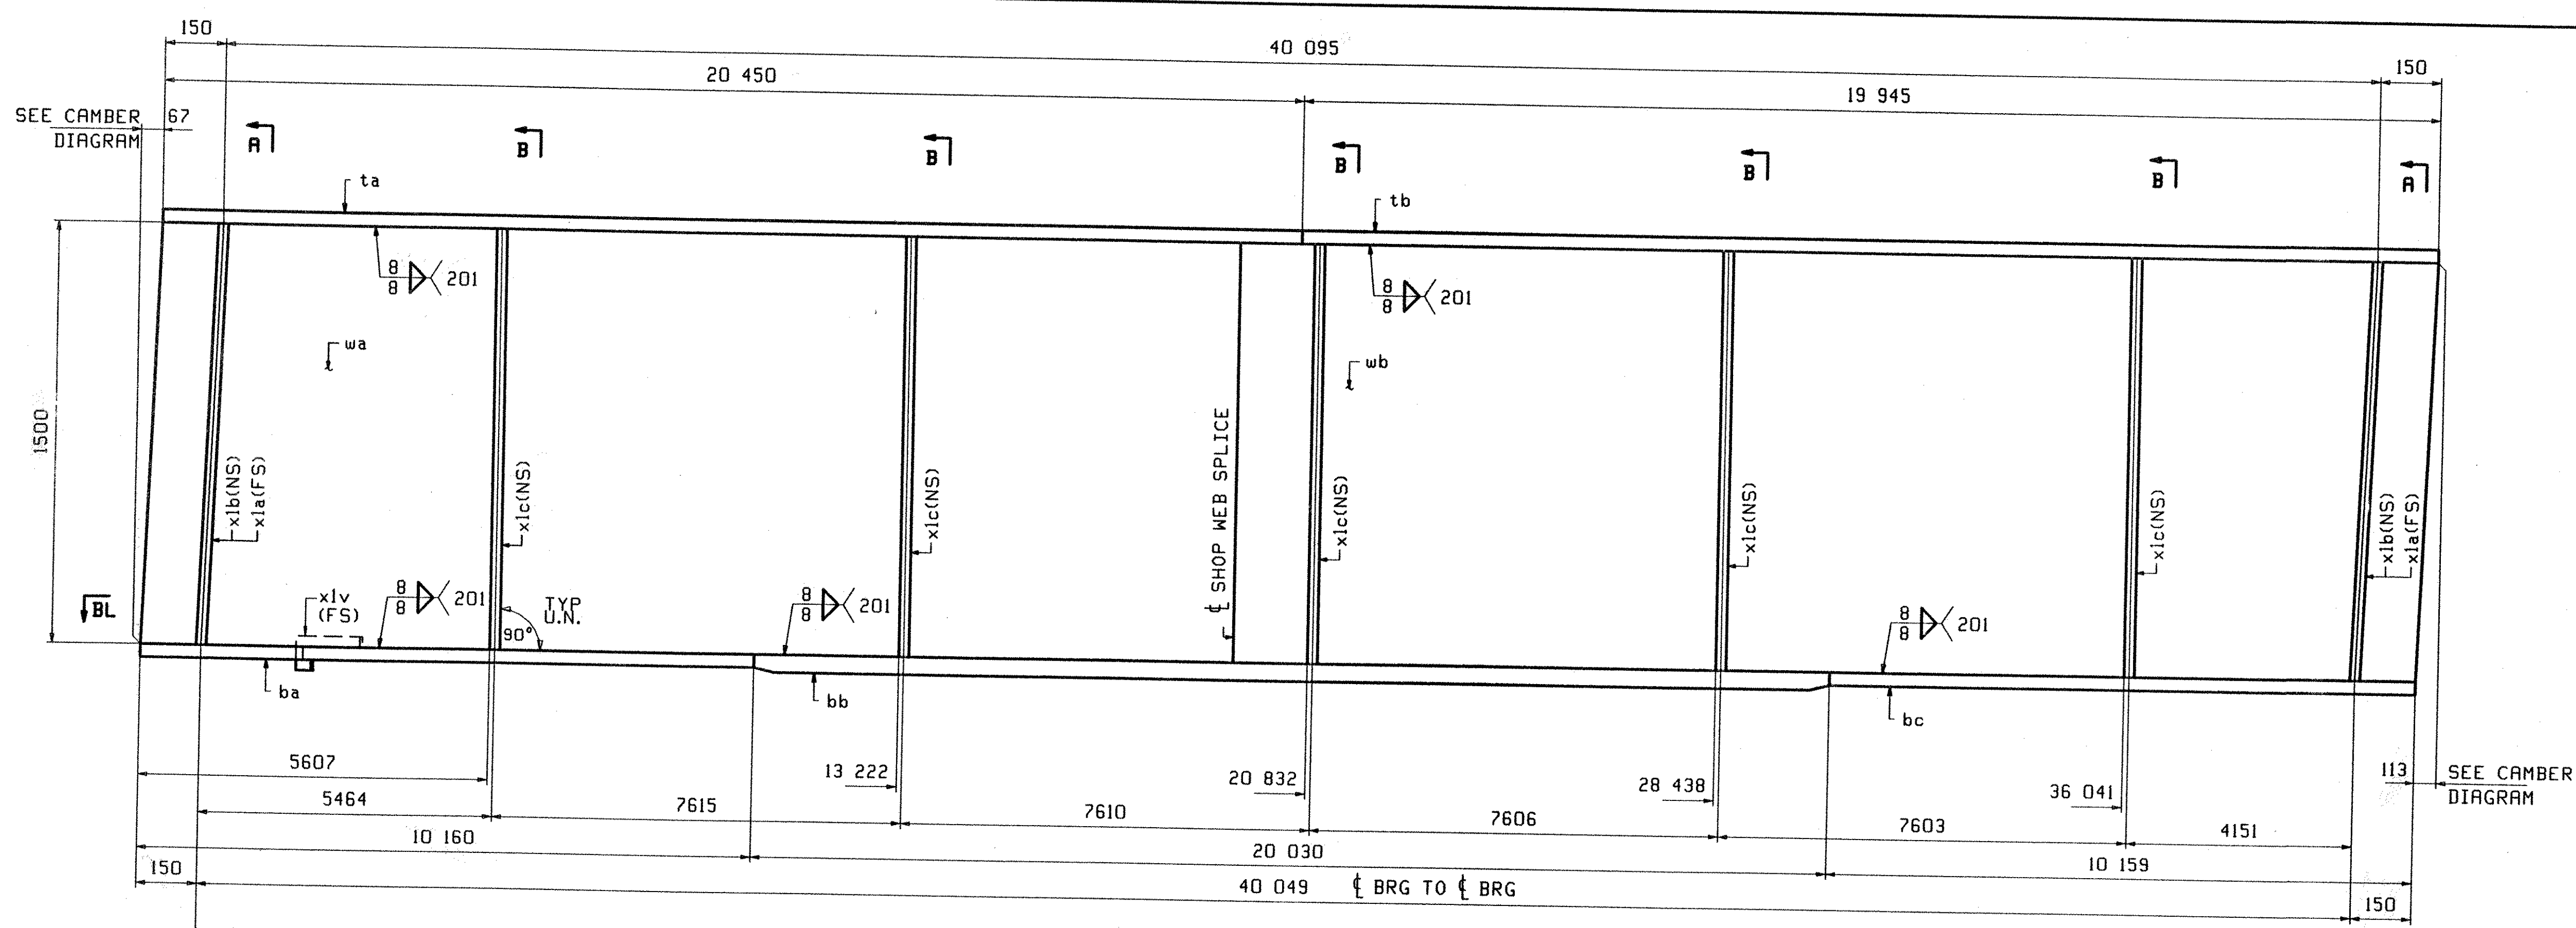 150
40 095
150
20 450
19 945
SEE CAMBER
DIAGRAM
67
A
B
B
B
B
B
A
ta
tb
8
8
201
8
8
201
wa
wb
1500
x1b(NS)
x1a(FS)
x1c(NS)
x1c(NS)
℄ SHOP WEB SPLICE
x1c(NS)
x1c(NS)
x1c(NS)
x1b(NS)
x1a(FS)
BL
x1v
(FS)
8
8
201
90°
TYP
U.N.
8
8
201
8
8
201
ba
bb
bc
5607
13 222
20 832
28 438
36 041
113
SEE CAMBER
DIAGRAM
5464
7615
7610
7606
7603
4151
10 160
20 030
10 159
150
40 049 ℄ BRG TO ℄ BRG
150